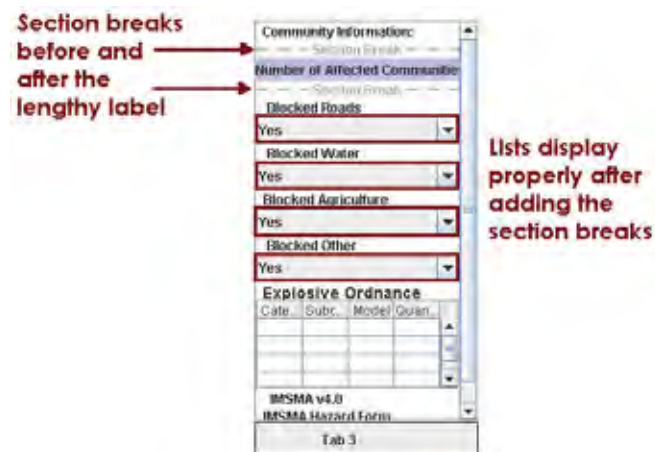 Section breaks
before and
after the
lengthy label
Community Information:
Section Break
Number of Affected Communitie
Section Break
Blocked Roads
Yes
Blocked Water
Yes
Blocked Agriculture
Yes
Blocked Other
Yes
Lists display
properly after
adding the
section breaks
Explosive Ordnance
Cate.. Subc.. Model Quan..
IMSMA v4.0
IMSMA Hazard Form
Tab 3